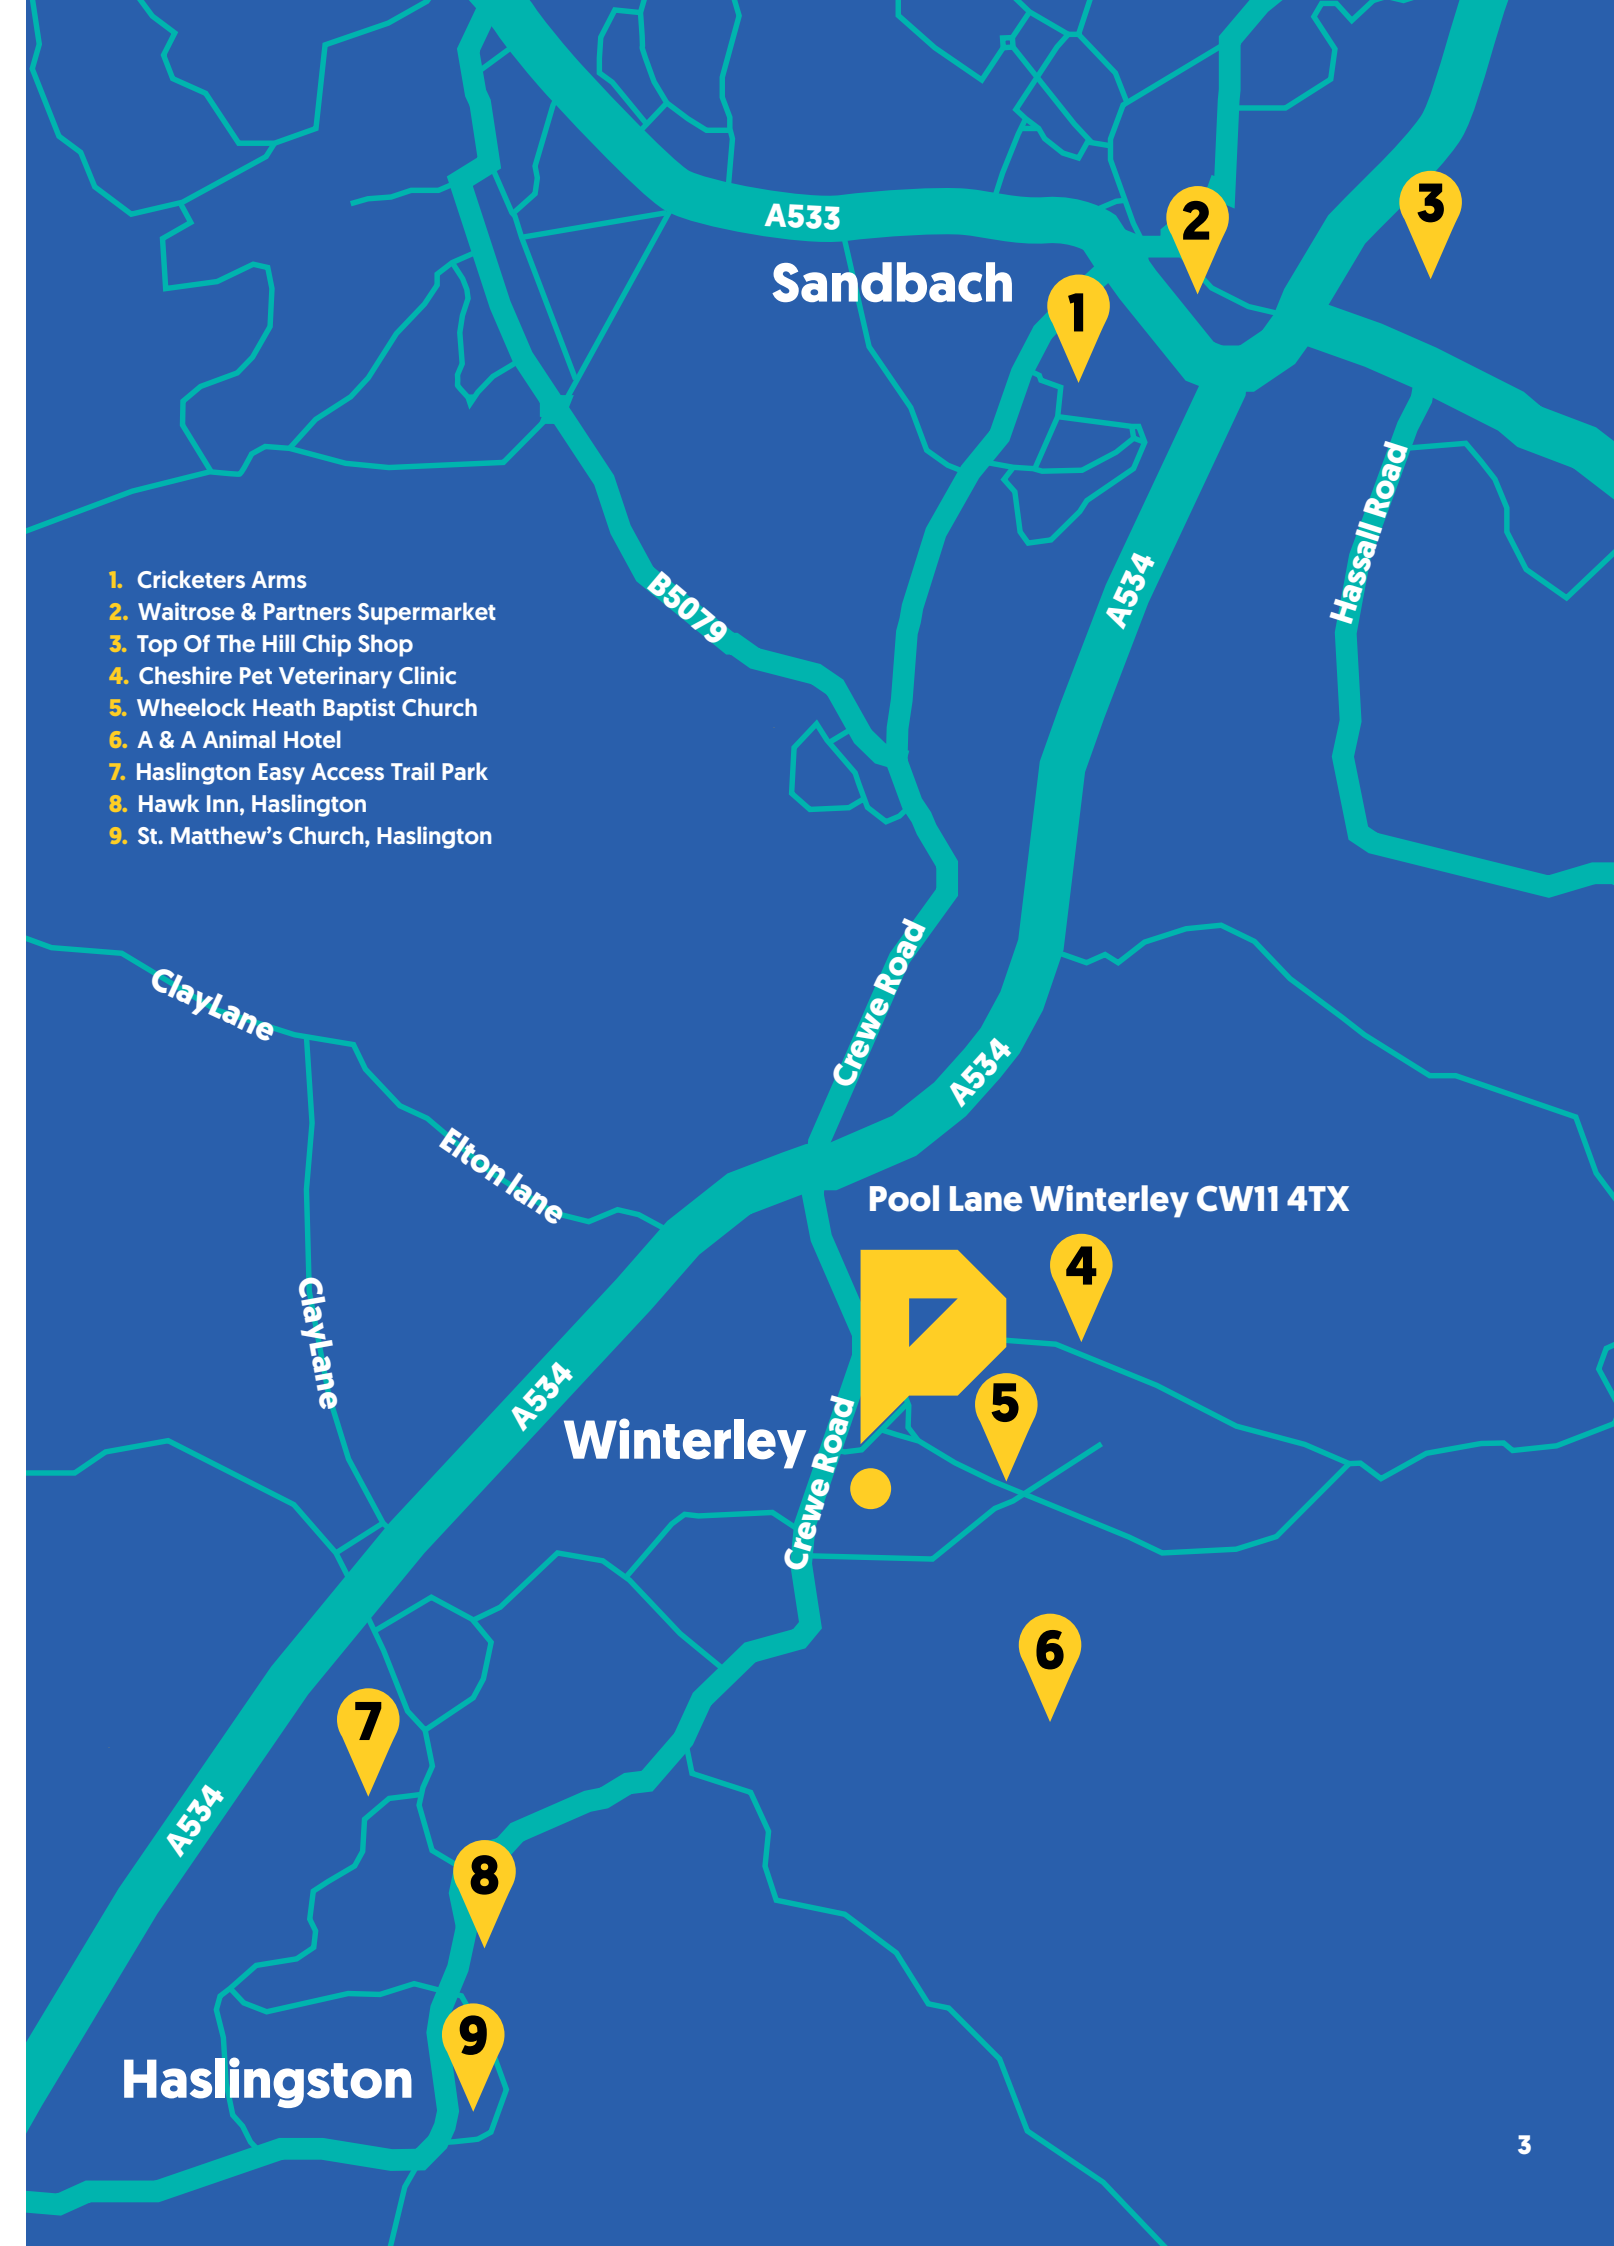 A533
Sandbach
1
2
3
Hassall Road
A534
B5079
1. Cricketers Arms
2. Waitrose & Partners Supermarket
3. Top Of The Hill Chip Shop
4. Cheshire Pet Veterinary Clinic
5. Wheelock Heath Baptist Church
6. A & A Animal Hotel
7. Haslington Easy Access Trail Park
8. Hawk Inn, Haslington
9. St. Matthew’s Church, Haslington
Crewe Road
ClayLane
A534
Elton lane
Pool Lane Winterley CW11 4TX
4
ClayLane
A534
5
Winterley
Crewe Road
6
7
A534
8
9
Haslingston
3